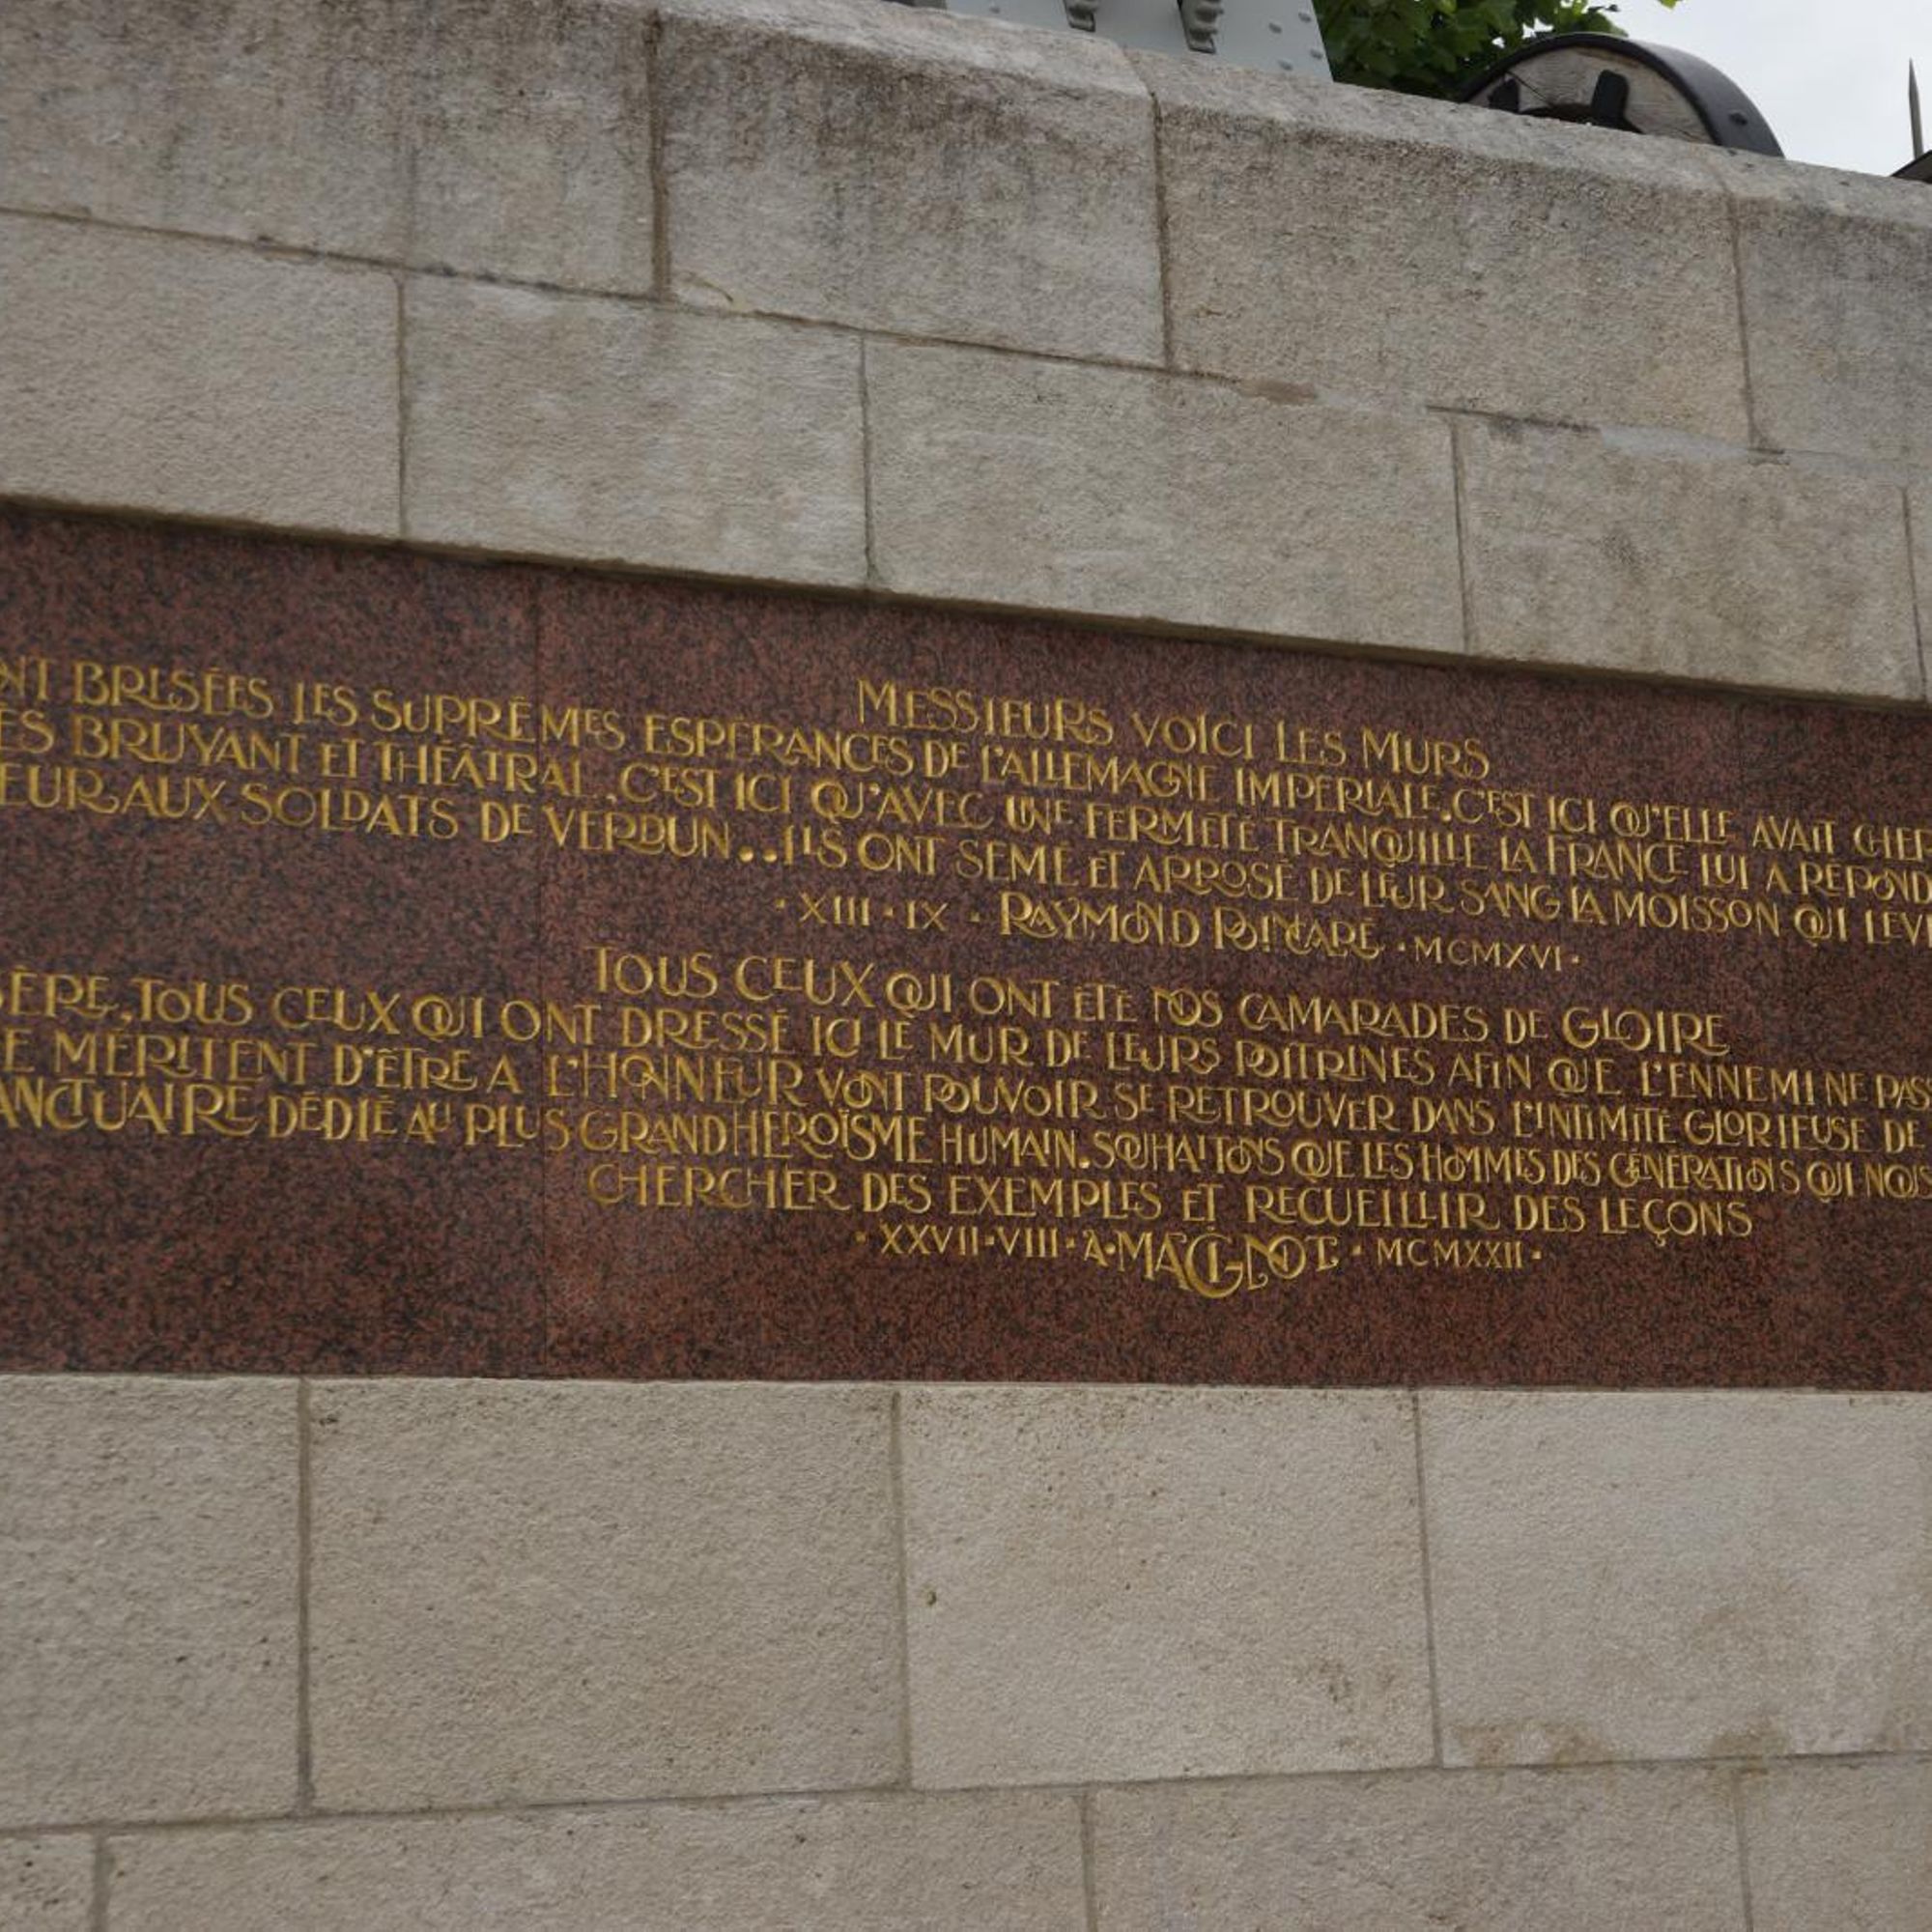 MESSIEURS VOICI LES MURS
BRISÉES LES SUPRÊMES ESPÉRANCES DE L'ALLEMAGNE IMPÉRIALE. C'EST ICI QU'ELLE AVAIT
BRUYANT ET THÉÂTRAL. C'EST ICI QU'AVEC UNE FERMETÉ TRANQUILLE LA FRANCE LUI A
AUX SOLDATS DE VERDUN.. ILS ONT SEMÉ ET ARROSÉ DE LEUR SANG LA MOISSON QUI
· XIII · IX · RAYMOND POINCARÉ · MCMXVI ·
TOUS CEUX QUI ONT ÉTÉ NOS CAMARADES DE GLOIRE
TOUS CEUX QUI ONT DRESSÉ ICI LE MUR DE LEURS POITRINES AFIN QUE L'ENNEMI NE
MÉRITENT D'ÊTRE A L'HONNEUR VONT POUVOIR SE RETROUVER DANS L'INTIMITÉ GLORIEUSE DE
DÉDIÉ AU PLUS GRAND HÉROÏSME HUMAIN. SOUHAITONS QUE LES HOMMES DES GÉNÉRATIONS QUI
CHERCHER DES EXEMPLES ET RECUEILLIR DES LEÇONS
· XXVII · VIII · A · MAGINOT · MCMXXII ·